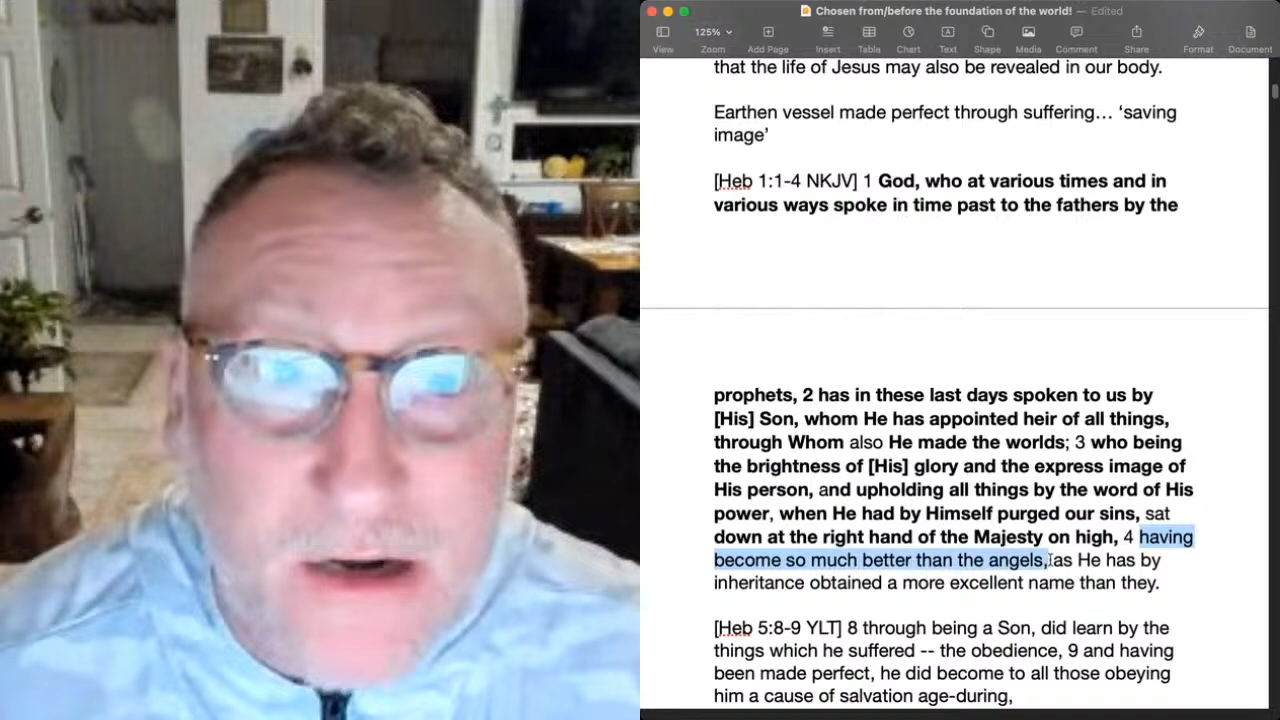 Chosen from/before the foundation of the world! — Edited
125%
View Zoom Add Page Insert Table Chart Text Shape Media Comment Share Format Document
that the life of Jesus may also be revealed in our body.
Earthen vessel made perfect through suffering… ‘saving
image’
[Heb 1:1-4 NKJV] 1 God, who at various times and in
various ways spoke in time past to the fathers by the
prophets, 2 has in these last days spoken to us by
[His] Son, whom He has appointed heir of all things,
through Whom also He made the worlds; 3 who being
the brightness of [His] glory and the express image of
His person, and upholding all things by the word of His
power, when He had by Himself purged our sins, sat
down at the right hand of the Majesty on high, 4 having
become so much better than the angels, as He has by
inheritance obtained a more excellent name than they.
[Heb 5:8-9 YLT] 8 through being a Son, did learn by the
things which he suffered -- the obedience, 9 and having
been made perfect, he did become to all those obeying
him a cause of salvation age-during,